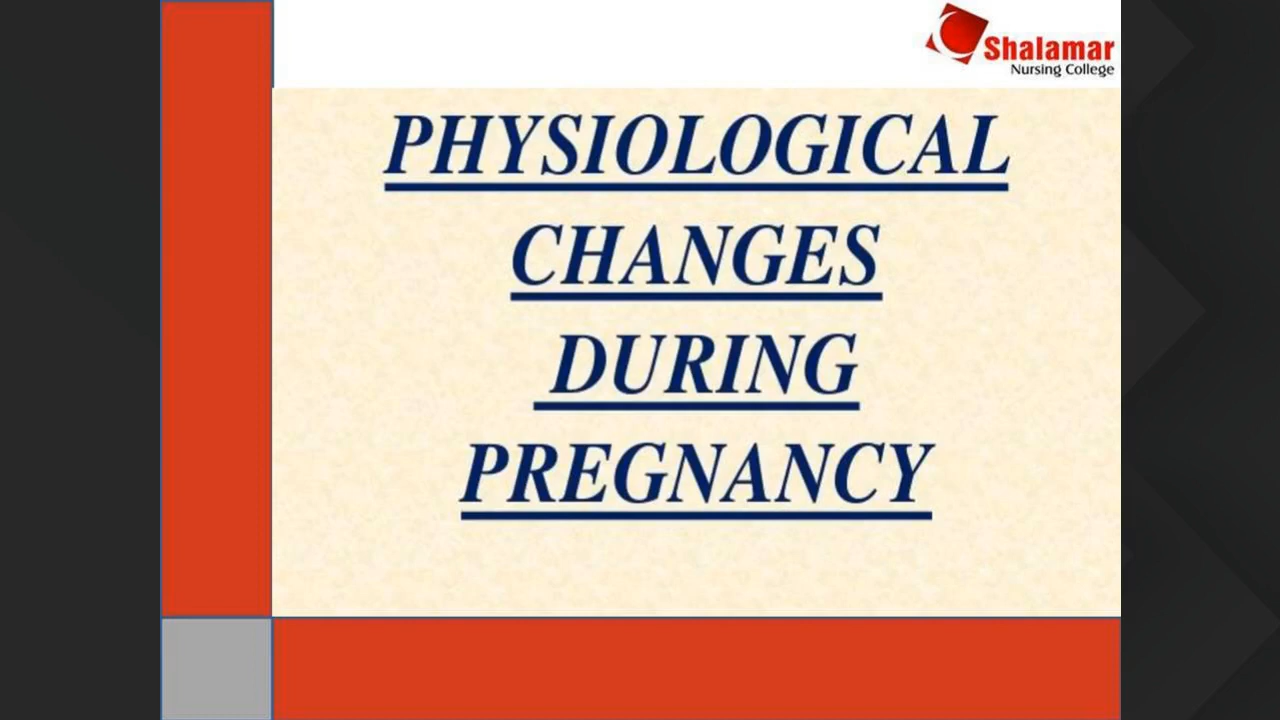 Shalamar
Nursing College
PHYSIOLOGICAL
CHANGES
DURING
PREGNANCY